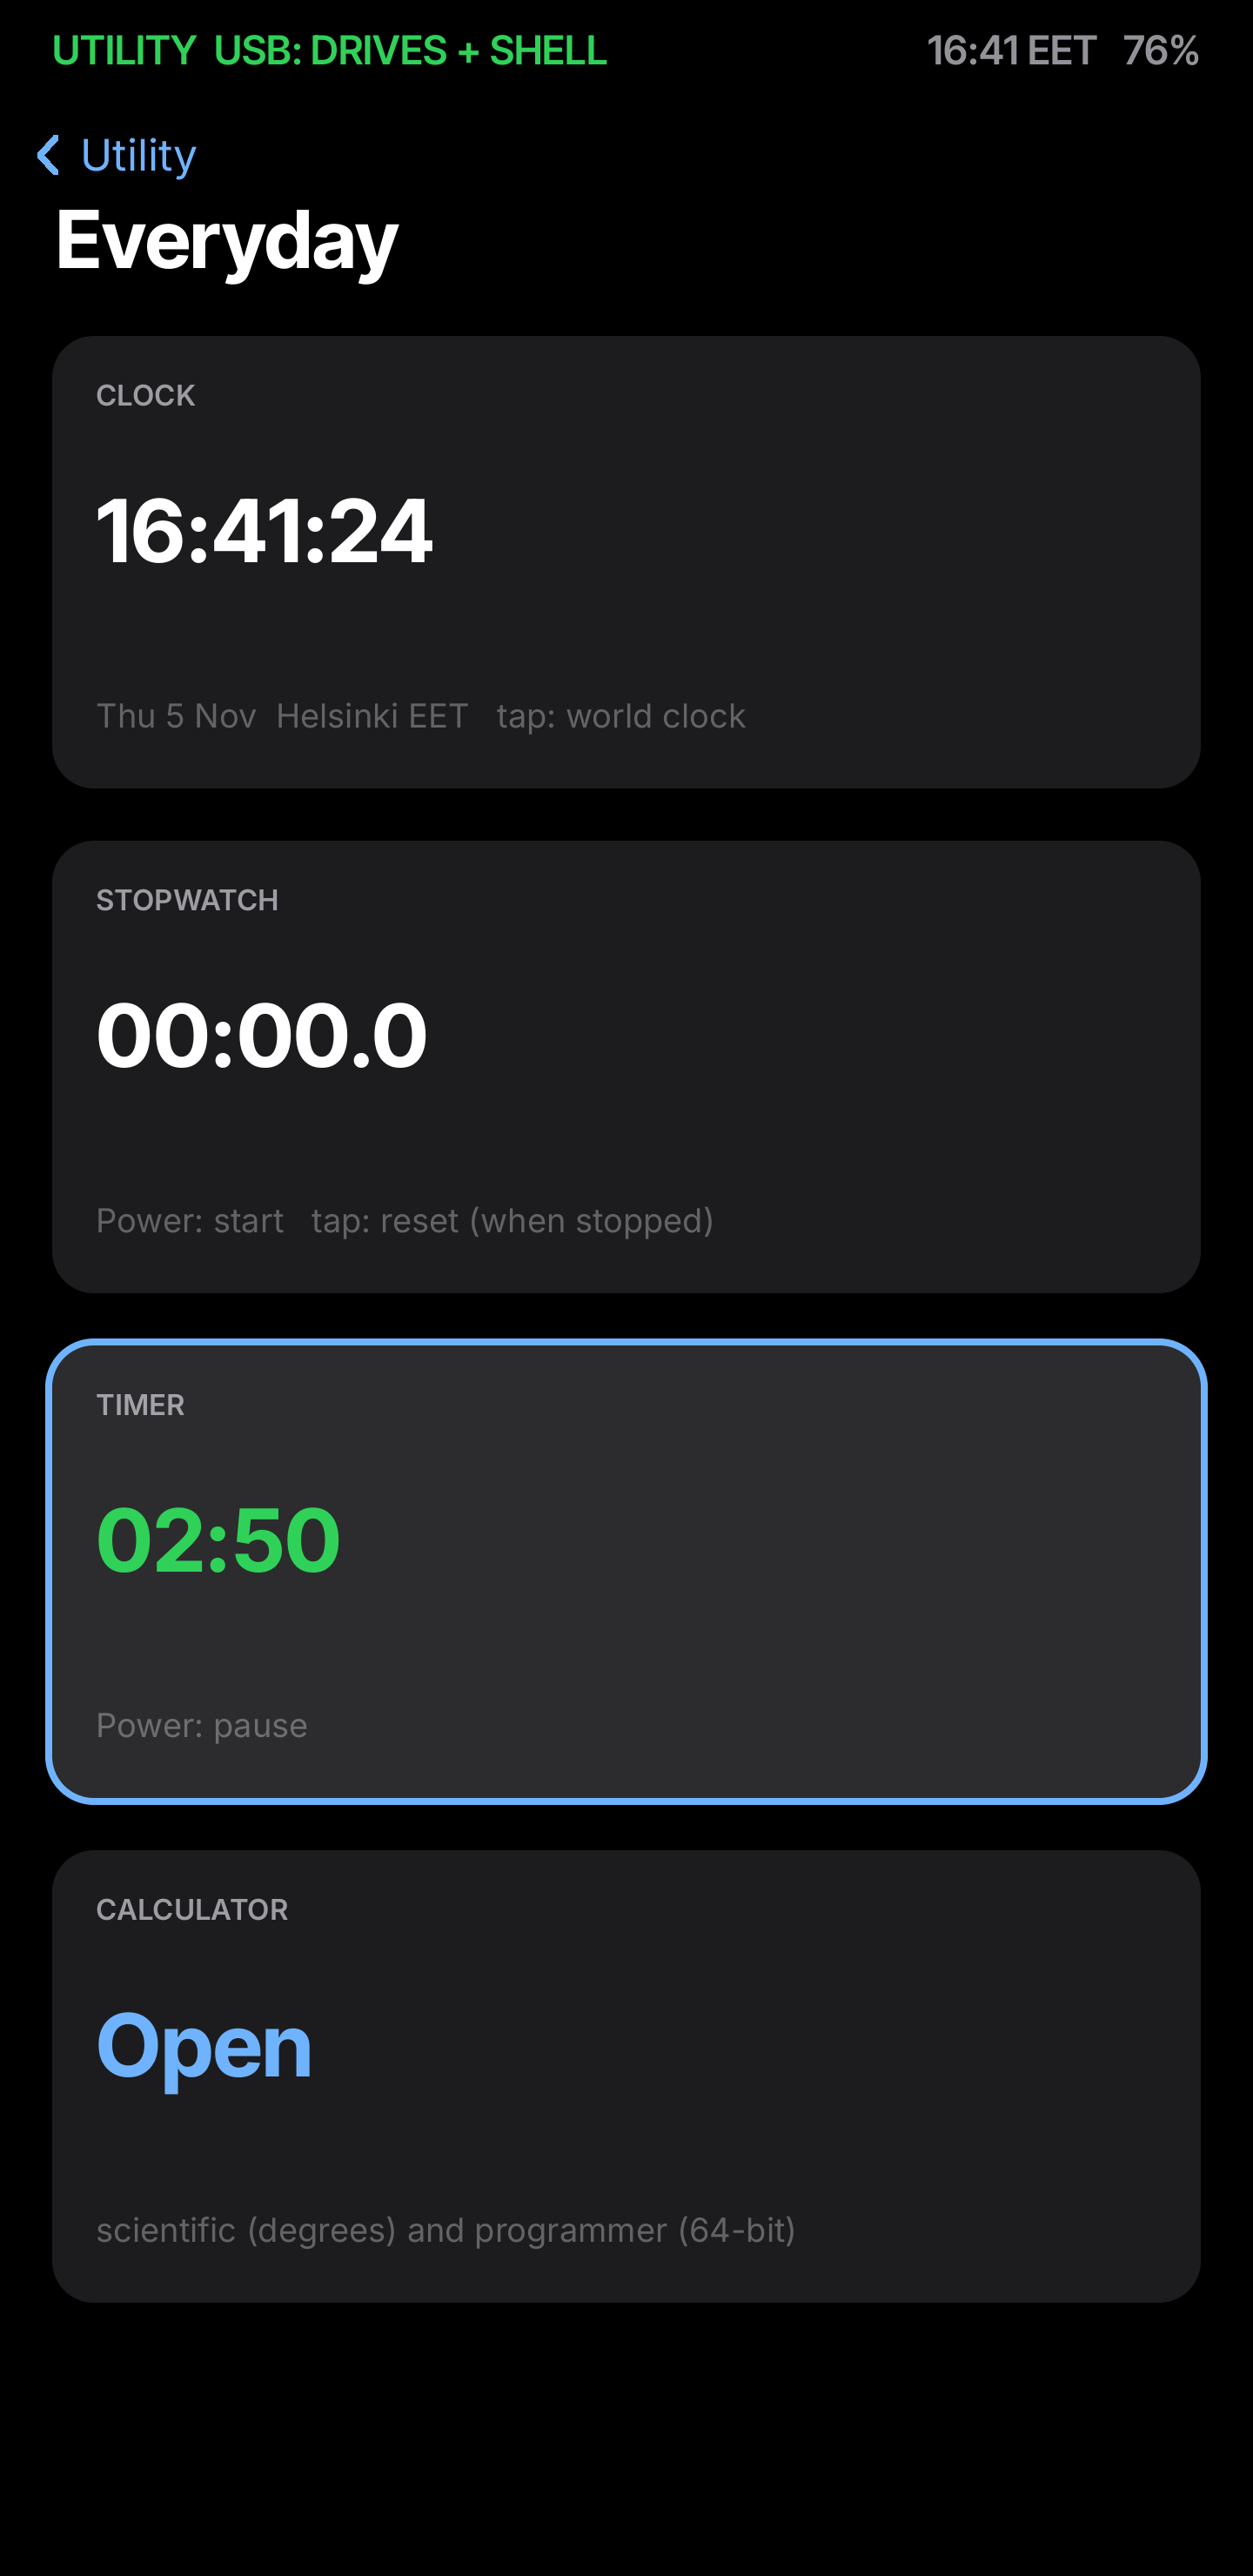 UTILITY USB: DRIVES + SHELL 16:41 EET 76%
Utility
Everyday
CLOCK
16:41:24
Thu 5 Nov Helsinki EET tap: world clock
STOPWATCH
00:00.0
Power: start tap: reset (when stopped)
TIMER
02:50
Power: pause
CALCULATOR
Open
scientific (degrees) and programmer (64-bit)